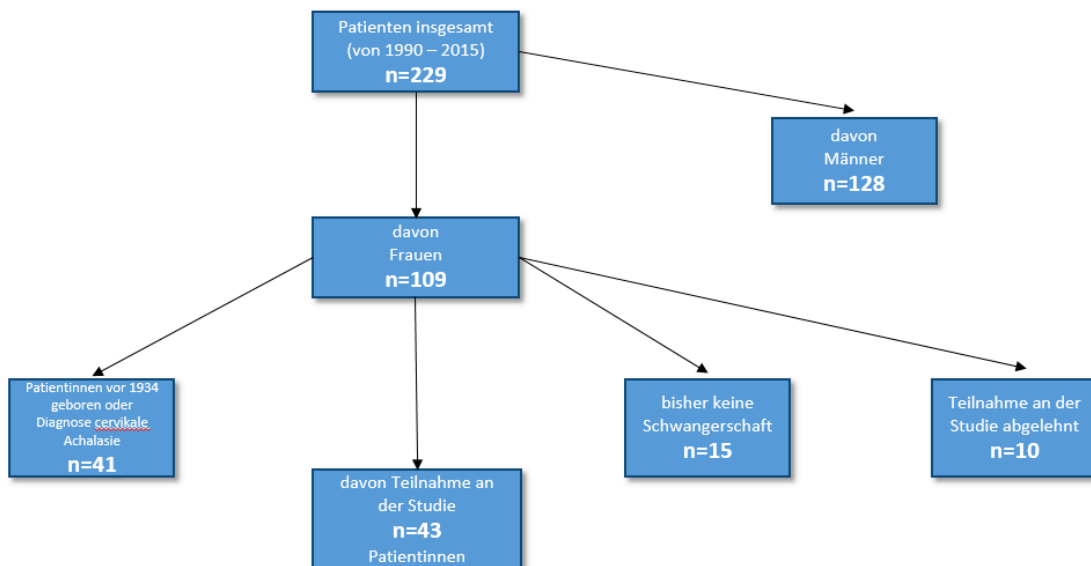 Patienten insgesamt
(von 1990 – 2015)
n=229
davon
Männer
n=128
davon
Frauen
n=109
Patientinnen vor 1934
geboren oder
Diagnose cervikale
Achalasie
n=41
davon Teilnahme an
der Studie
n=43
Patientinnen
bisher keine
Schwangerschaft
n=15
Teilnahme an der
Studie abgelehnt
n=10